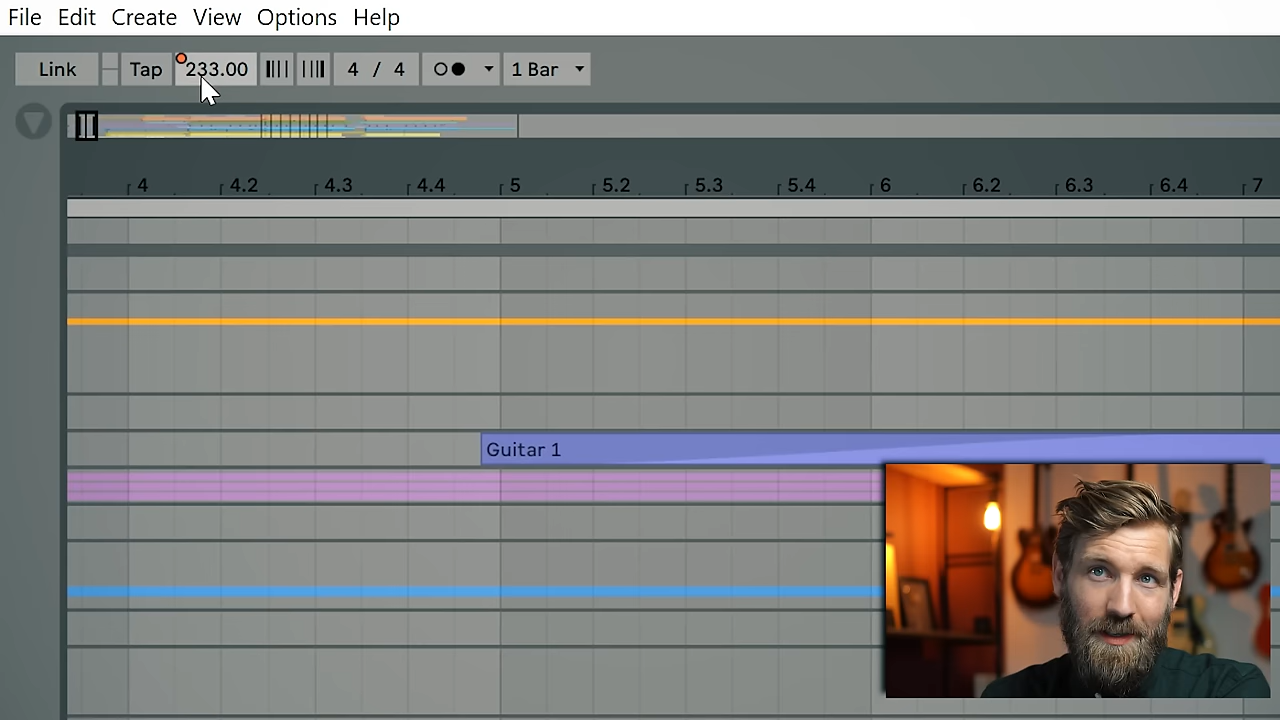 File Edit Create View Options Help
Link Tap 233.00 4 / 4 1 Bar
4 4.2 4.3 4.4 5 5.2 5.3 5.4 6 6.2 6.3 6.4 7
Guitar 1